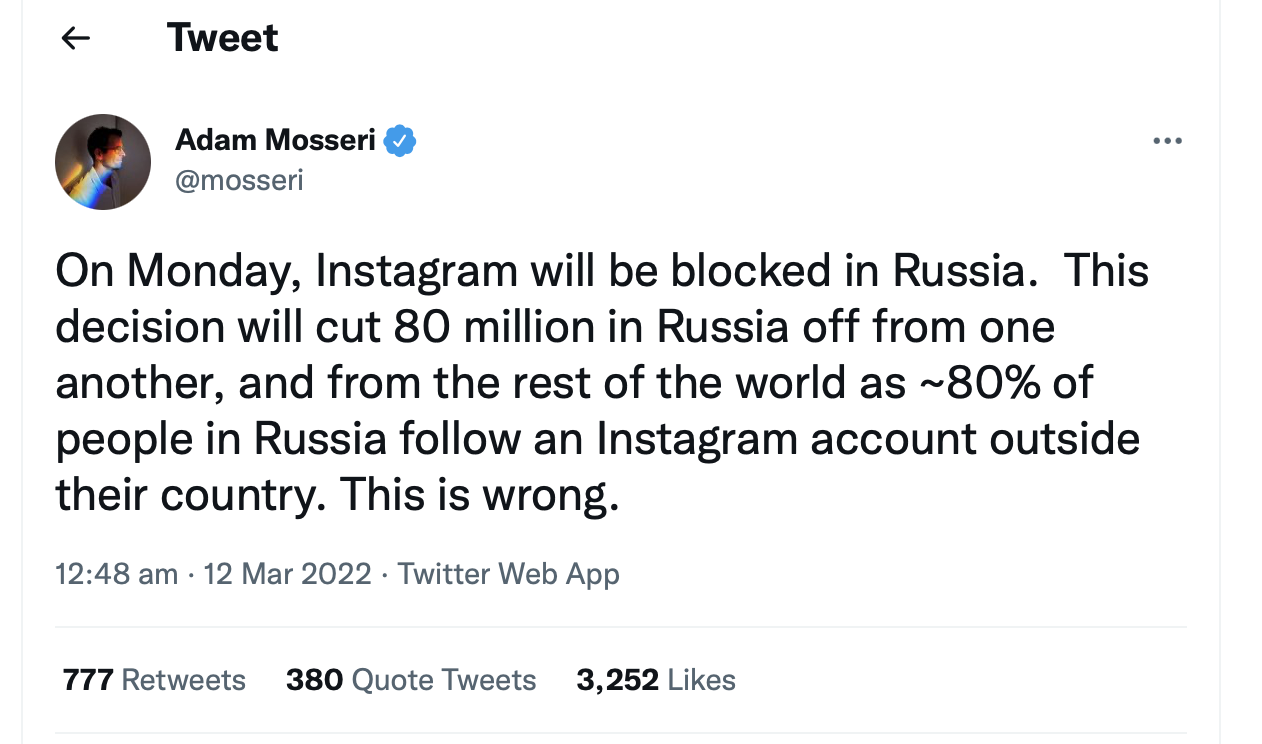 Tweet
Adam Mosseri
@mosseri
On Monday, Instagram will be blocked in Russia.  This
decision will cut 80 million in Russia off from one
another, and from the rest of the world as ~80% of
people in Russia follow an Instagram account outside
their country. This is wrong.
12:48 am · 12 Mar 2022 · Twitter Web App
777 Retweets 380 Quote Tweets 3,252 Likes